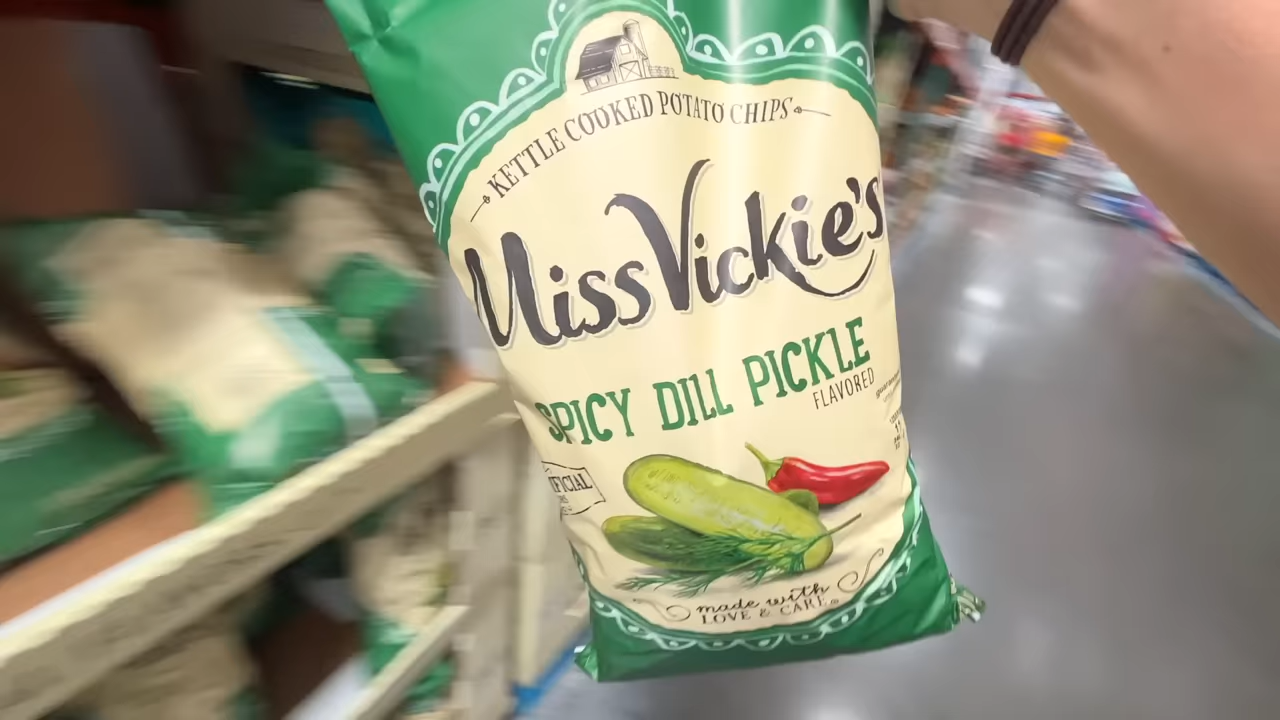 KETTLE COOKED POTATO CHIPS
Miss Vickie's
SPICY DILL PICKLE
FLAVORED
made with
LOVE & CARE